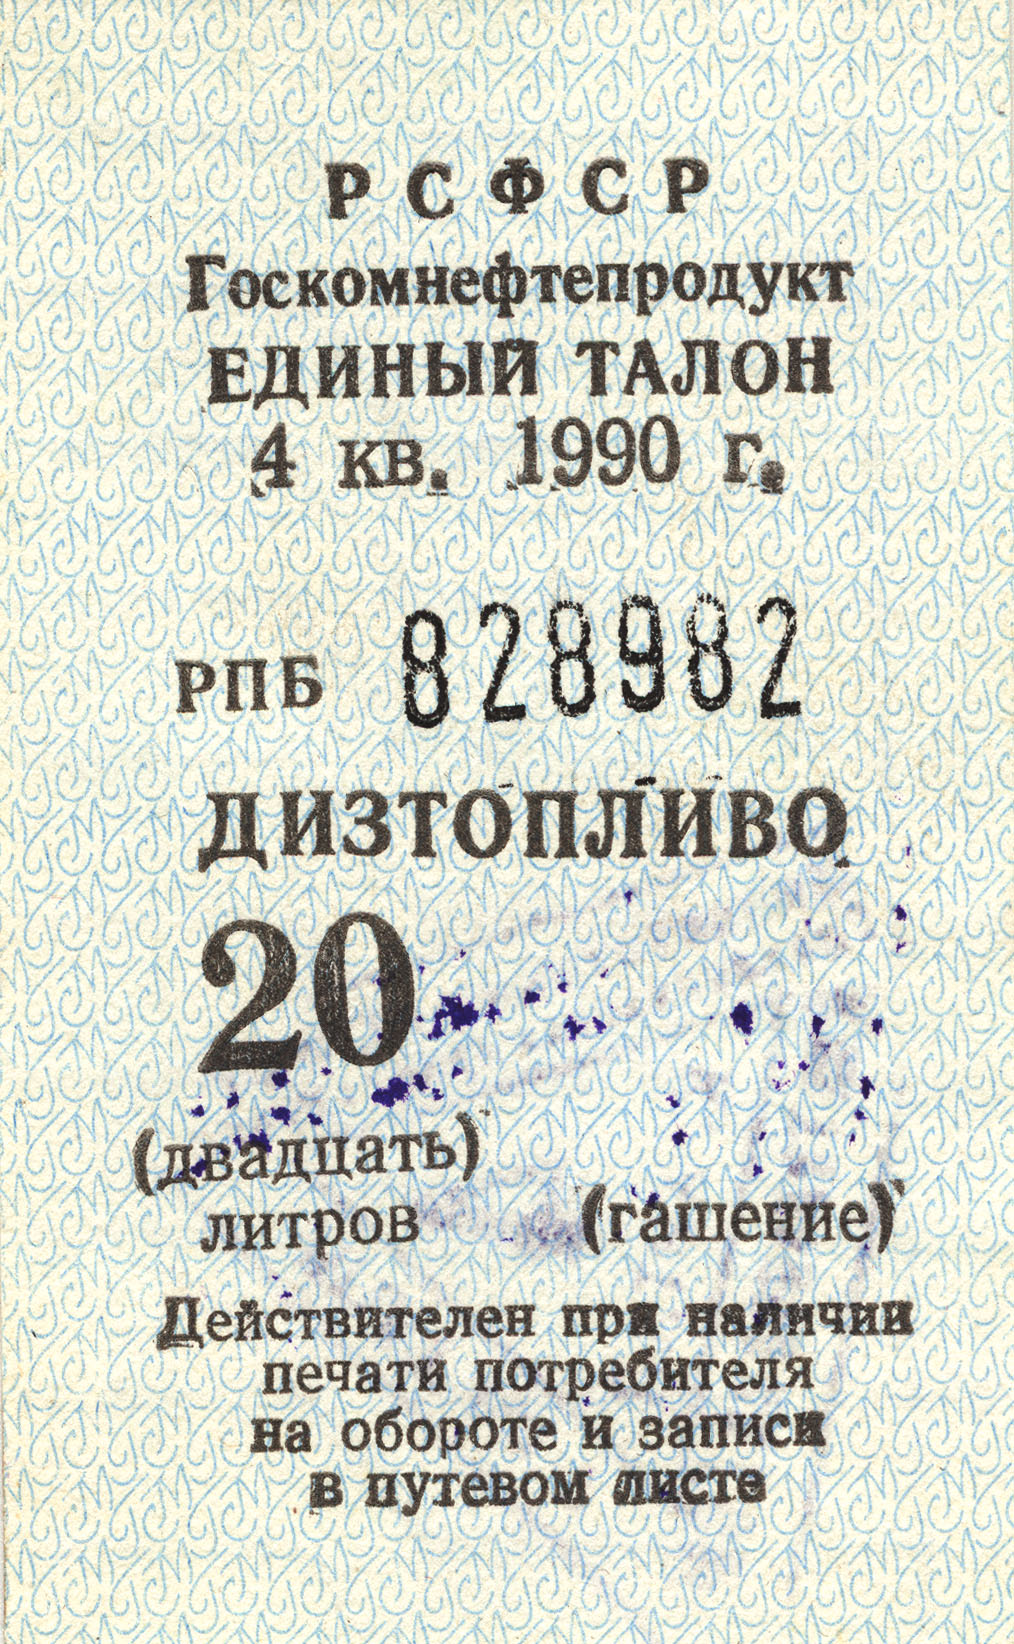 РСФСР
Госкомнефтепродукт
ЕДИНЫЙ ТАЛОН
4 кв. 1990 г.
РПБ 828982
ДИЗТОПЛИВО
20
(двадцать)
литров
(гашение)
Действителен при наличии
печати потребителя
на обороте и записи
в путевом листе